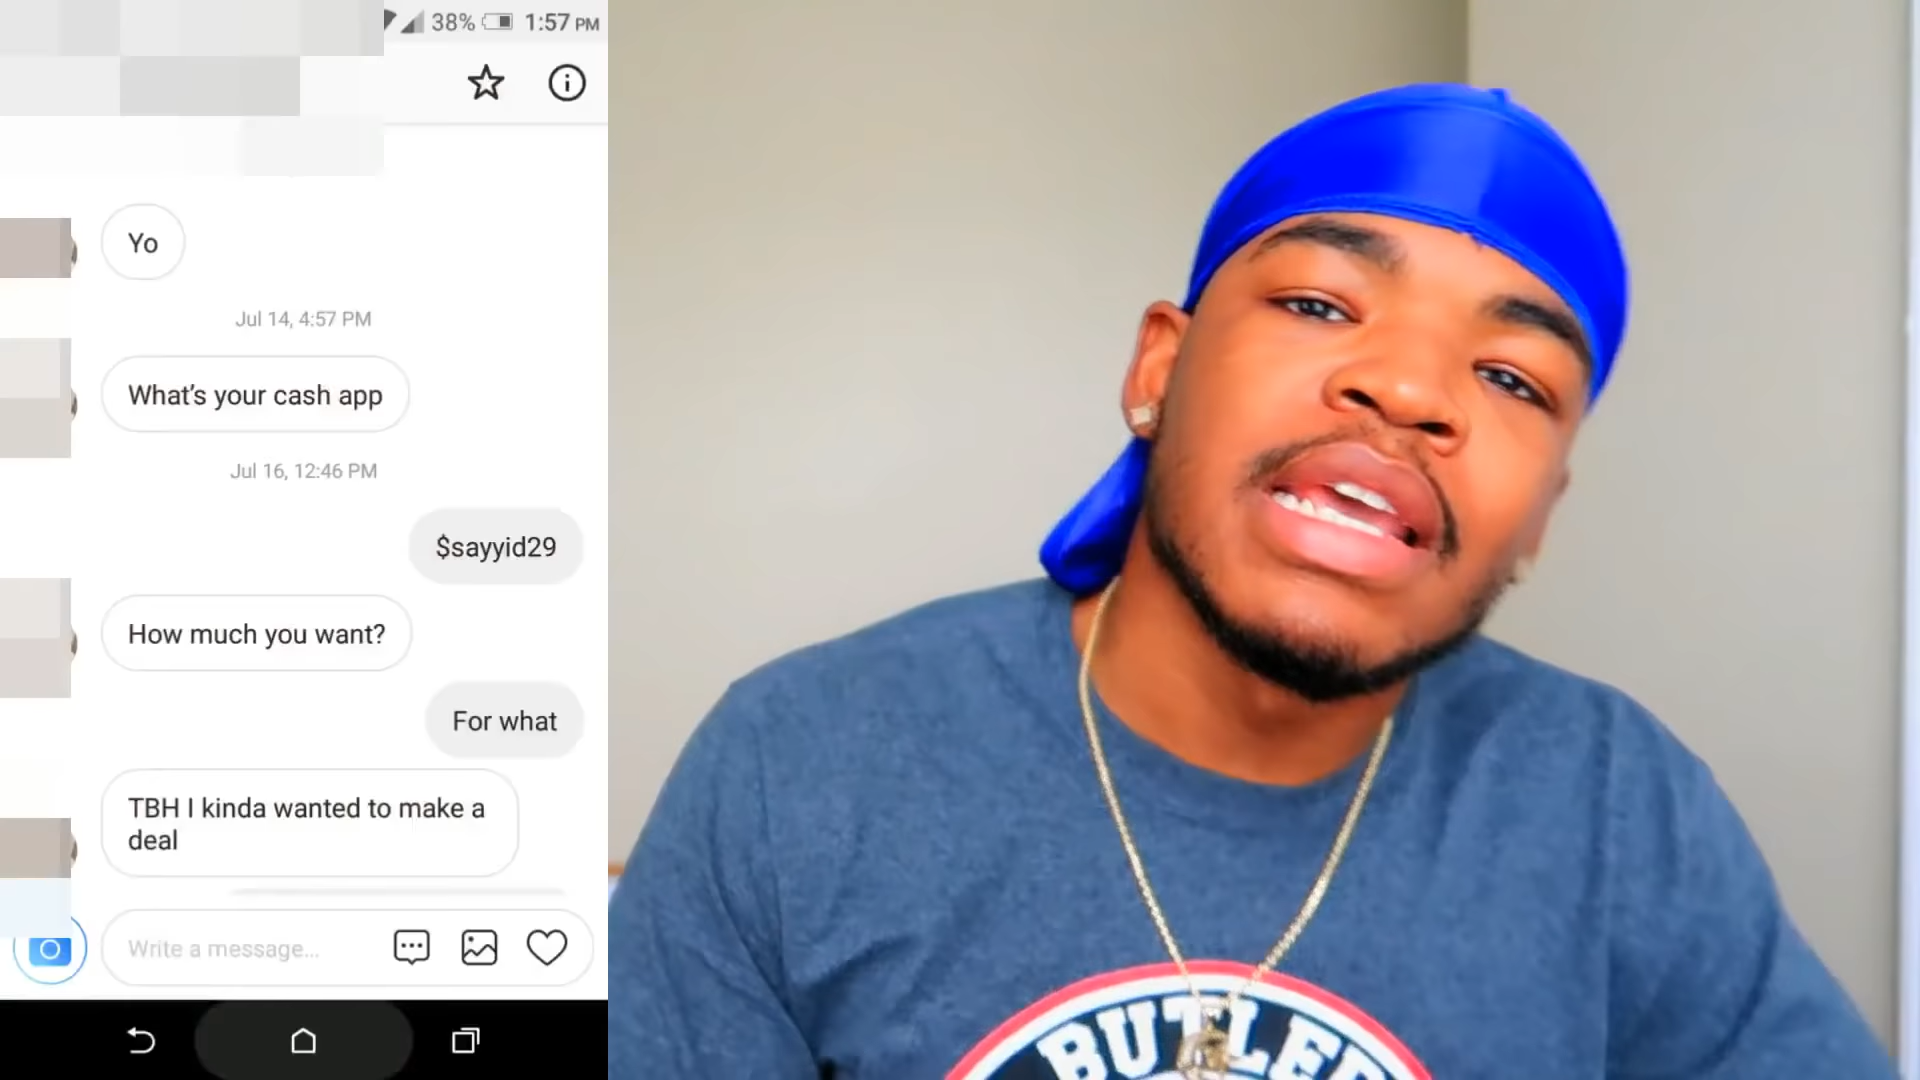 38% 1:57 PM
Yo
Jul 14, 4:57 PM
What's your cash app
Jul 16, 12:46 PM
$sayyid29
How much you want?
For what
TBH I kinda wanted to make a
deal
Write a message...
BUTLER